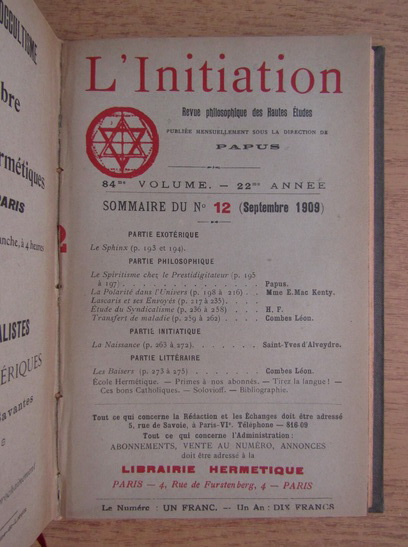 OCCULTISME
bre
rmétiques
PARIS
anche, à 4 heures
2
ALISTES
ÉRIQUES
savantes
e
L'Initiation
Revue philosophique des Hautes Études
PUBLIÉE MENSUELLEMENT SOUS LA DIRECTION DE
PAPUS
84me VOLUME. – 22me ANNÉE
SOMMAIRE DU No 12 (Septembre 1909)
PARTIE EXOTÉRIQUE
Le Sphinx (p. 193 et 194).
PARTIE PHILOSOPHIQUE
Le Spiritisme chez le Prestidigitateur (p. 195
à 197). . . . . . . . . . . . . . Papus.
La Polarité dans l'Univers (p. 198 à 216) . . Mme E. Mac Kenty.
Lascaris et ses Envoyés (p. 217 à 235). . . .
Étude du Syndicalisme (p. 236 à 258) . . . H. F.
Transfert de maladie (p. 259 à 262) . . . . Combes Léon.
PARTIE INITIATIQUE
La Naissance (p. 263 à 272). . . . . . . Saint-Yves d'Alveydre.
PARTIE LITTÉRAIRE
Les Baisers (p. 273 à 275) . . . . . . . Combes Léon.
École Hermétique. — Primes à nos abonnés. — Tirez la langue ! —
Ces bons Catholiques. — Solovioff. — Bibliographie.
Tout ce qui concerne la Rédaction et les Échanges doit être adressé
5, rue de Savoie, à Paris-VIe. Téléphone — 816-09
Tout ce qui concerne l'Administration:
ABONNEMENTS, VENTE AU NUMÉRO, ANNONCES
doit être adressé à la
LIBRAIRIE HERMETIQUE
PARIS — 4, Rue de Furstenberg, 4 — PARIS
Le Numéro : UN FRANC. — Un An : DIX FRANCS